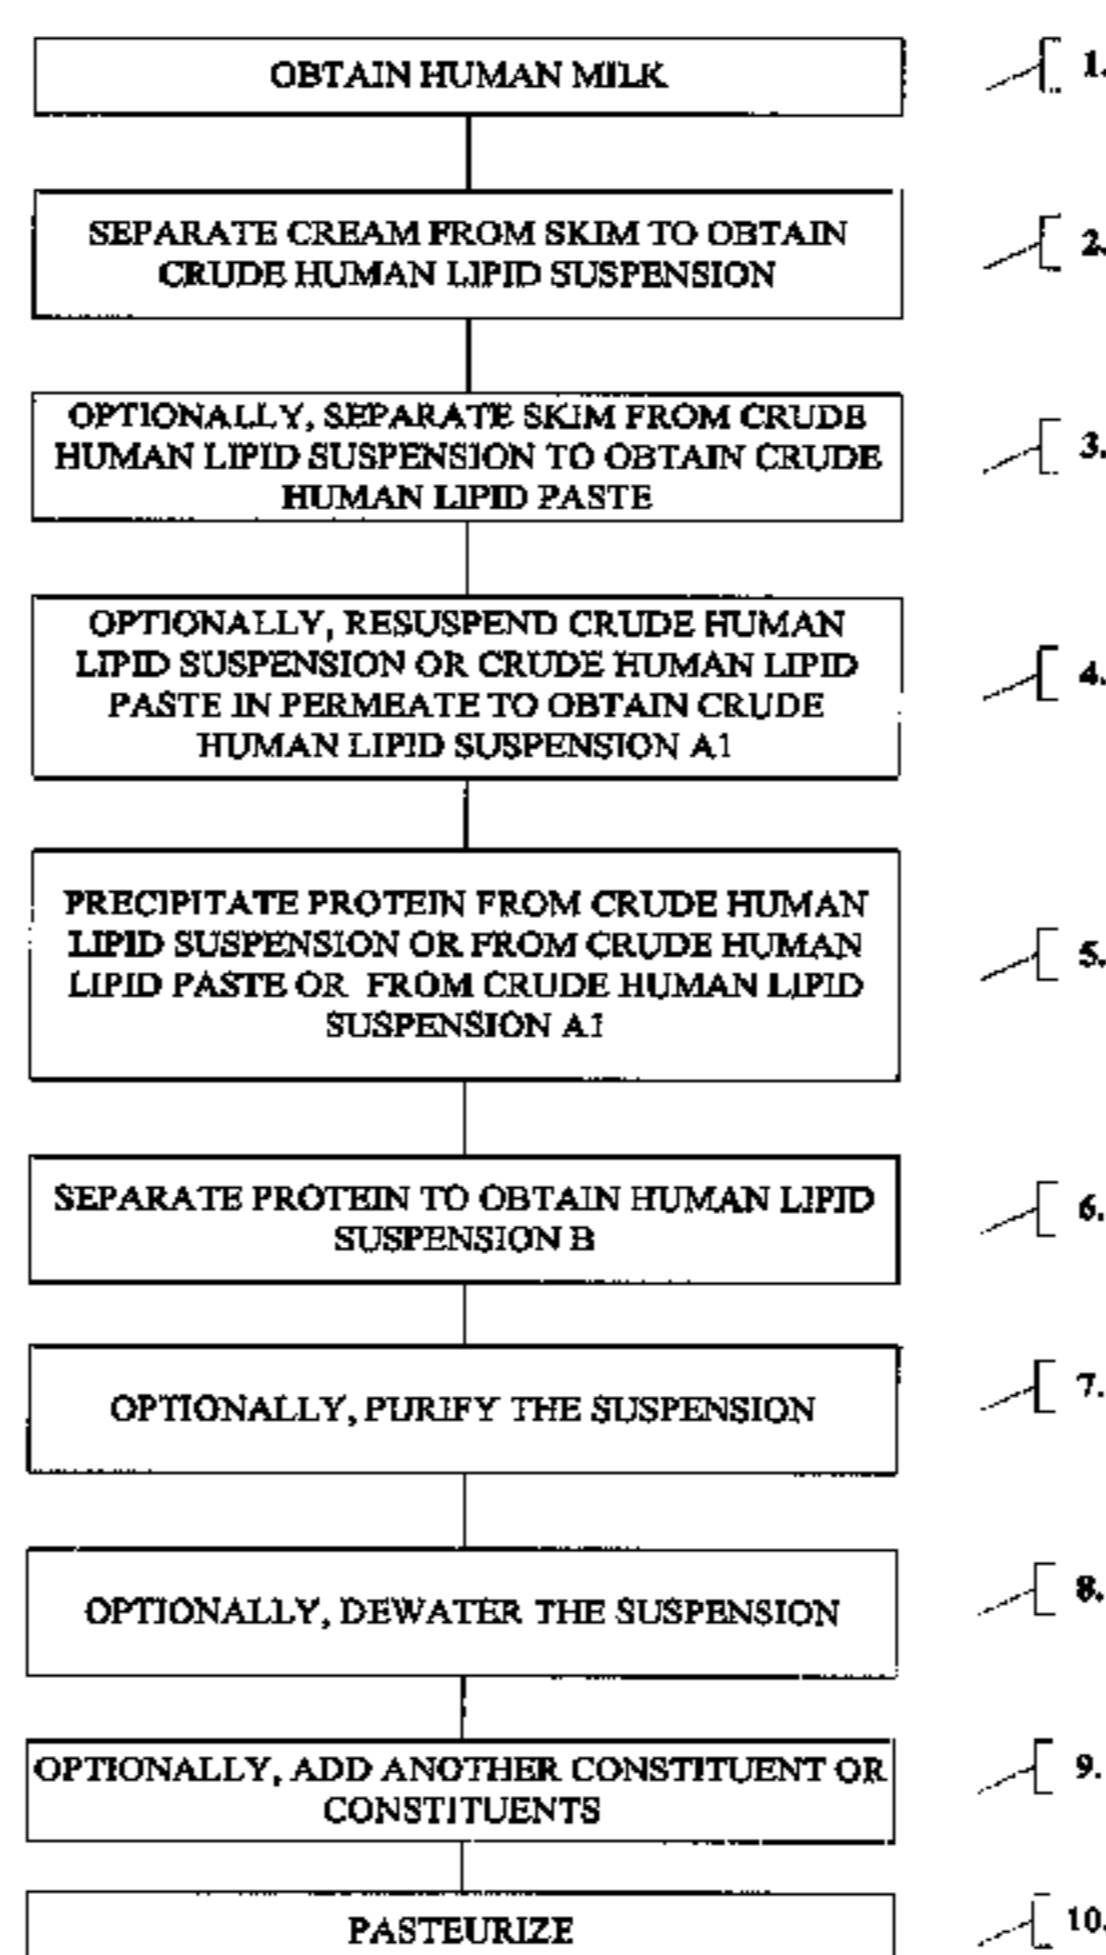 OBTAIN HUMAN MILK
1.
SEPARATE CREAM FROM SKIM TO OBTAIN
CRUDE HUMAN LIPID SUSPENSION
2.
OPTIONALLY, SEPARATE SKIM FROM CRUDE
HUMAN LIPID SUSPENSION TO OBTAIN CRUDE
HUMAN LIPID PASTE
3.
OPTIONALLY, RESUSPEND CRUDE HUMAN
LIPID SUSPENSION OR CRUDE HUMAN LIPID
PASTE IN PERMEATE TO OBTAIN CRUDE
HUMAN LIPID SUSPENSION A1
4.
PRECIPITATE PROTEIN FROM CRUDE HUMAN
LIPID SUSPENSION OR FROM CRUDE HUMAN
LIPID PASTE OR FROM CRUDE HUMAN LIPID
SUSPENSION A1
5.
SEPARATE PROTEIN TO OBTAIN HUMAN LIPID
SUSPENSION B
6.
OPTIONALLY, PURIFY THE SUSPENSION
7.
OPTIONALLY, DEWATER THE SUSPENSION
8.
OPTIONALLY, ADD ANOTHER CONSTITUENT OR
CONSTITUENTS
9.
PASTEURIZE
10.